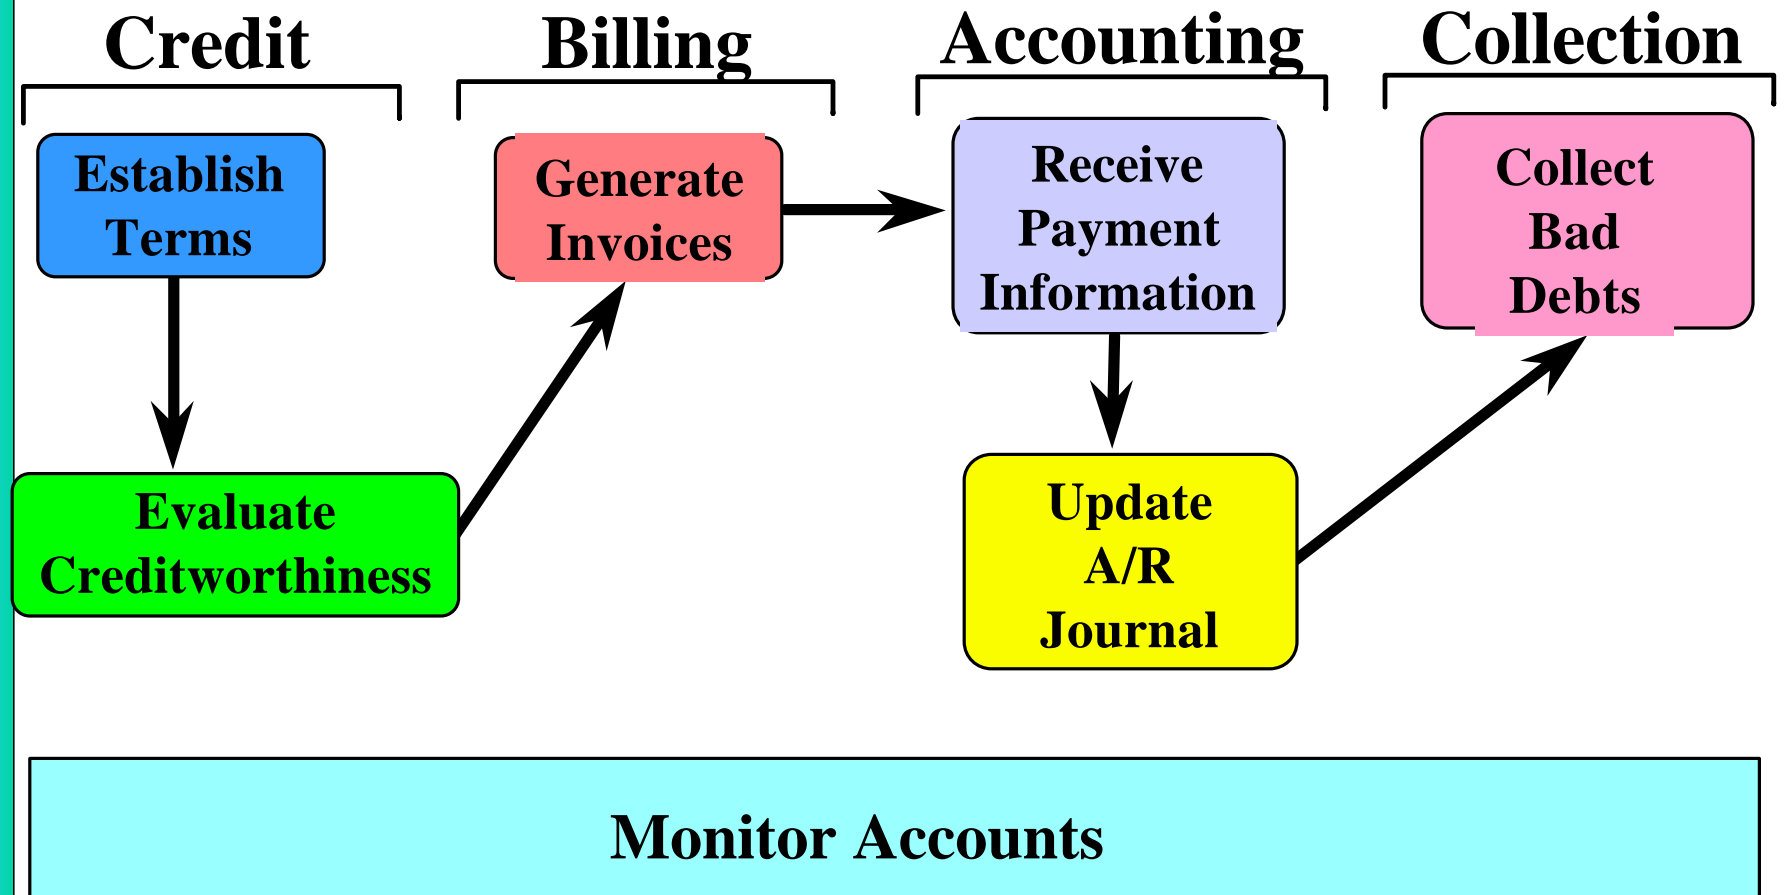 Credit
Billing
Accounting
Collection
Establish
Terms
Generate
Invoices
Receive
Payment
Information
Collect
Bad
Debts
Evaluate
Creditworthiness
Update
A/R
Journal
Monitor Accounts